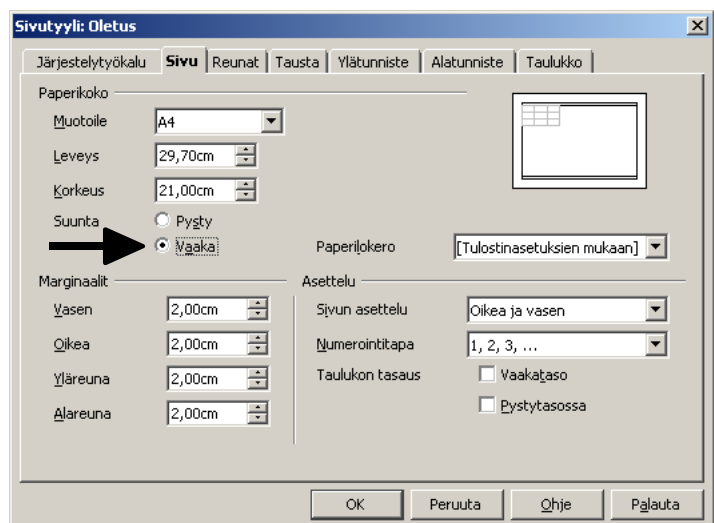 Sivutyyli: Oletus
Järjestelytyökalu Sivu Reunat Tausta Ylätunniste Alatunniste Taulukko
Paperikoko
Muotoile A4
Leveys 29,70cm
Korkeus 21,00cm
Suunta Pysty
Vaaka Paperilokero [Tulostinasetuksien mukaan]
Marginaalit Asettelu
Vasen 2,00cm Sivun asettelu Oikea ja vasen
Oikea 2,00cm Numerointitapa 1, 2, 3, ...
Yläreuna 2,00cm Taulukon tasaus Vaakataso
Alareuna 2,00cm Pystytasossa
OK Peruuta Ohje Palauta